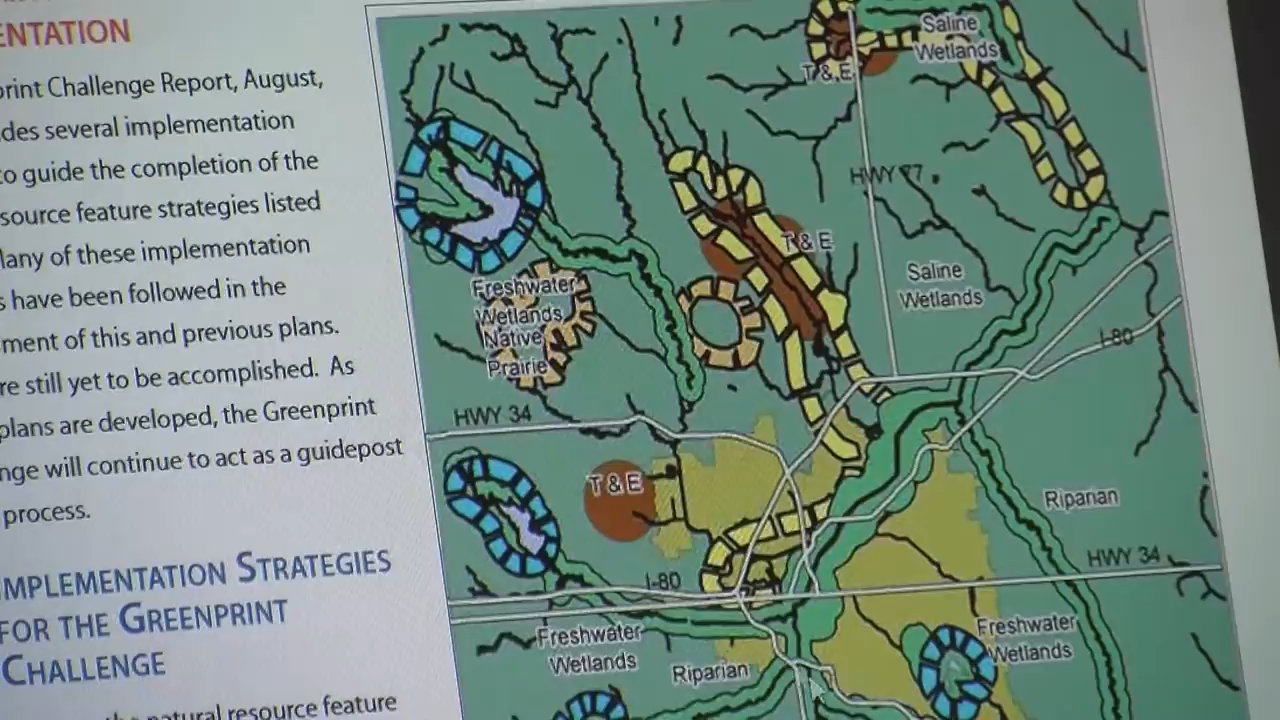 ENTATION
print Challenge Report, August,
des several implementation
to guide the completion of the
source feature strategies listed
any of these implementation
s have been followed in the
ment of this and previous plans.
re still yet to be accomplished. As
plans are developed, the Greenprint
nge will continue to act as a guidepost
process.
IMPLEMENTATION STRATEGIES
FOR THE GREENPRINT
CHALLENGE
natural resource feature
Saline
Wetlands
T & E
HWY 77
T & E
Saline
Wetlands
Freshwater
Wetlands
Native
Prairie
I-80
HWY 34
T & E
Riparian
HWY 34
I-80
Freshwater
Wetlands
Riparian
Freshwater
Wetlands